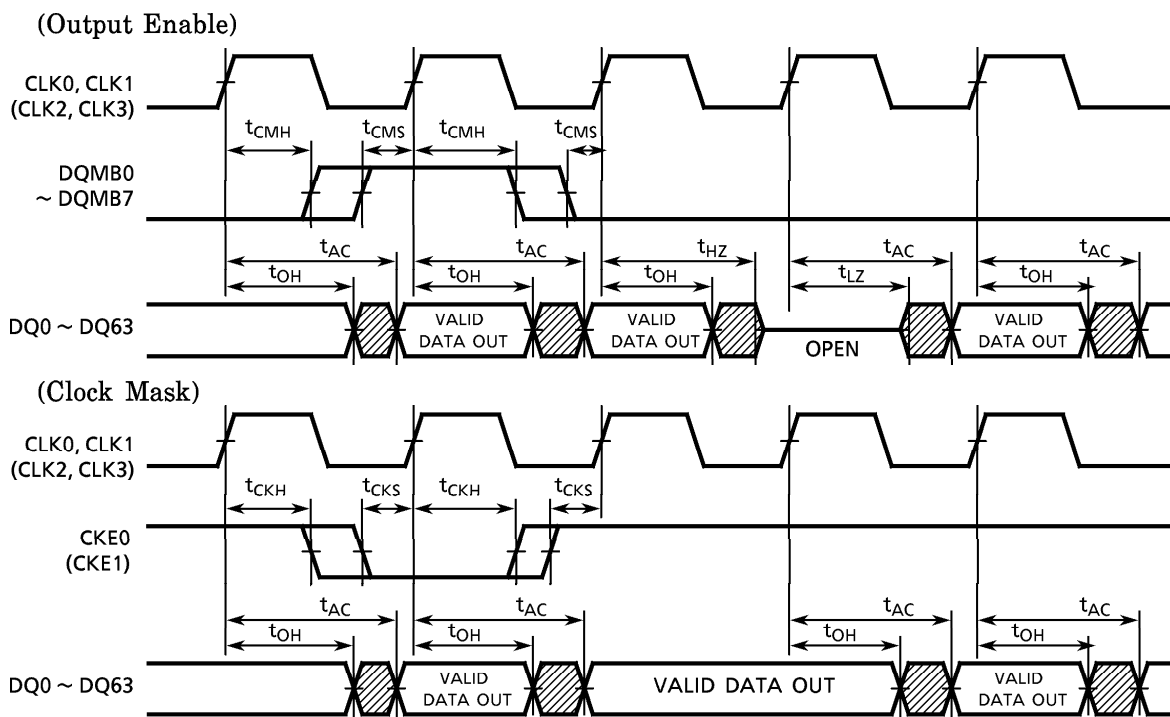 (Output Enable)
CLK0, CLK1
(CLK2, CLK3)
tCMH tCMS tCMH tCMS
DQMB0
~ DQMB7
tAC tAC tHZ tAC tAC
tOH tOH tOH tLZ tOH
DQ0 ~ DQ63
VALID DATA OUT
VALID DATA OUT
OPEN
VALID DATA OUT
(Clock Mask)
CLK0, CLK1
(CLK2, CLK3)
tCKH tCKS tCKH tCKS
CKE0
(CKE1)
tAC tAC tAC tAC
tOH tOH tOH tOH
DQ0 ~ DQ63
VALID DATA OUT
VALID DATA OUT
VALID DATA OUT